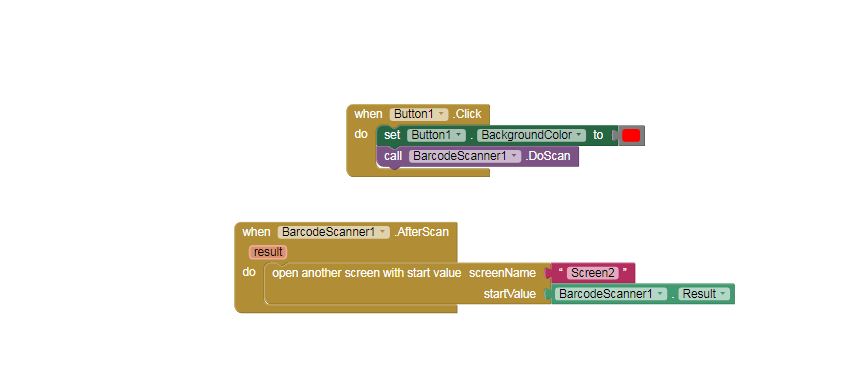 when Button1 .Click
do set Button1 . BackgroundColor to
call BarcodeScanner1 .DoScan
when BarcodeScanner1 .AfterScan
result
do open another screen with start value screenName “ Screen2 ”
startValue BarcodeScanner1 . Result